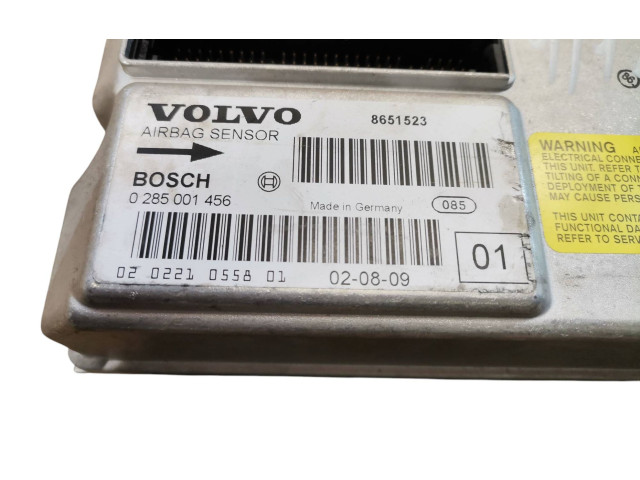 VOLVO
8651523
AIRBAG SENSOR
BOSCH
0 285 001 456
Made in Germany
085
02 0221 0558 01
02-08-09
01
WARNING
ELECTRICAL CONNE
THIS UNIT. REFER T
TILTING OF A CONN
DEPLOYMENT OF T
MAY CAUSE PERS
THIS UNIT CONTA
FUNCTIONAL DA
REFER TO SERV